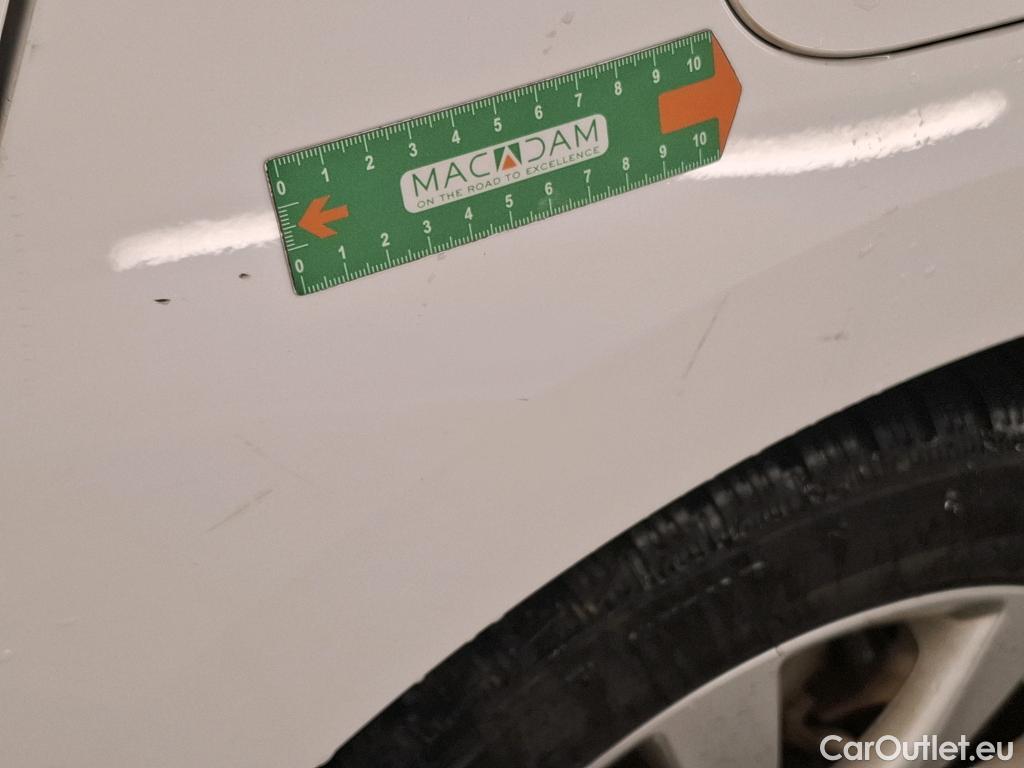 0 1 2 3 4 5 6 7 8 9 10
MACADAM
ON THE ROAD TO EXCELLENCE
0 1 2 3 4 5 6 7 8 9 10
CarOutlet.eu